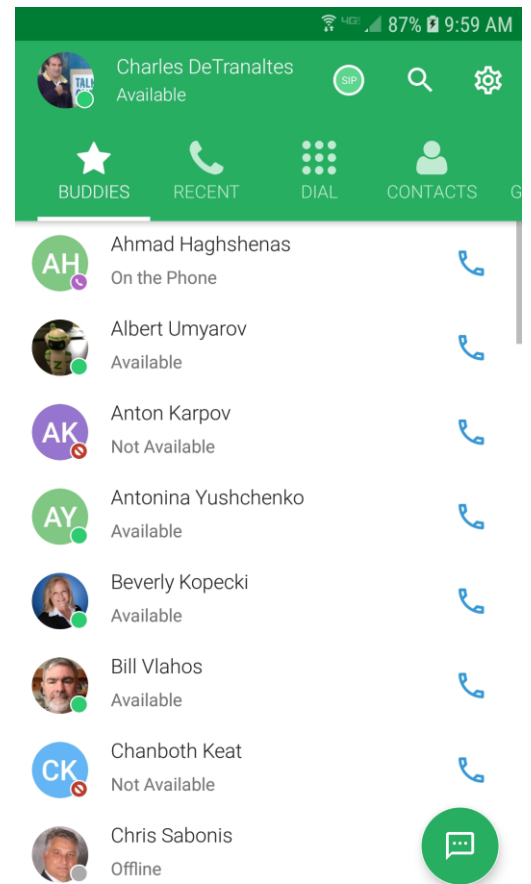 4GE 87% 9:59 AM
Charles DeTranaltes
Available
SIP
BUDDIES RECENT DIAL CONTACTS G
AH
Ahmad Haghshenas
On the Phone
Albert Umyarov
Available
AK
Anton Karpov
Not Available
AY
Antonina Yushchenko
Available
Beverly Kopecki
Available
Bill Vlahos
Available
CK
Chanboth Keat
Not Available
Chris Sabonis
Offline